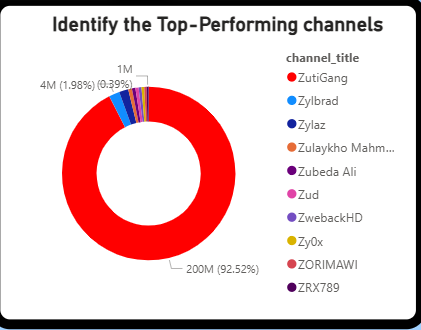 Identify the Top-Performing channels
1M
4M (1.98%)
(0.39%)
200M (92.52%)
channel_title
ZutiGang
Zylbrad
Zylaz
Zulaykho Mahm...
Zubeda Ali
Zud
ZwebackHD
Zy0x
ZORIMAWI
ZRX789